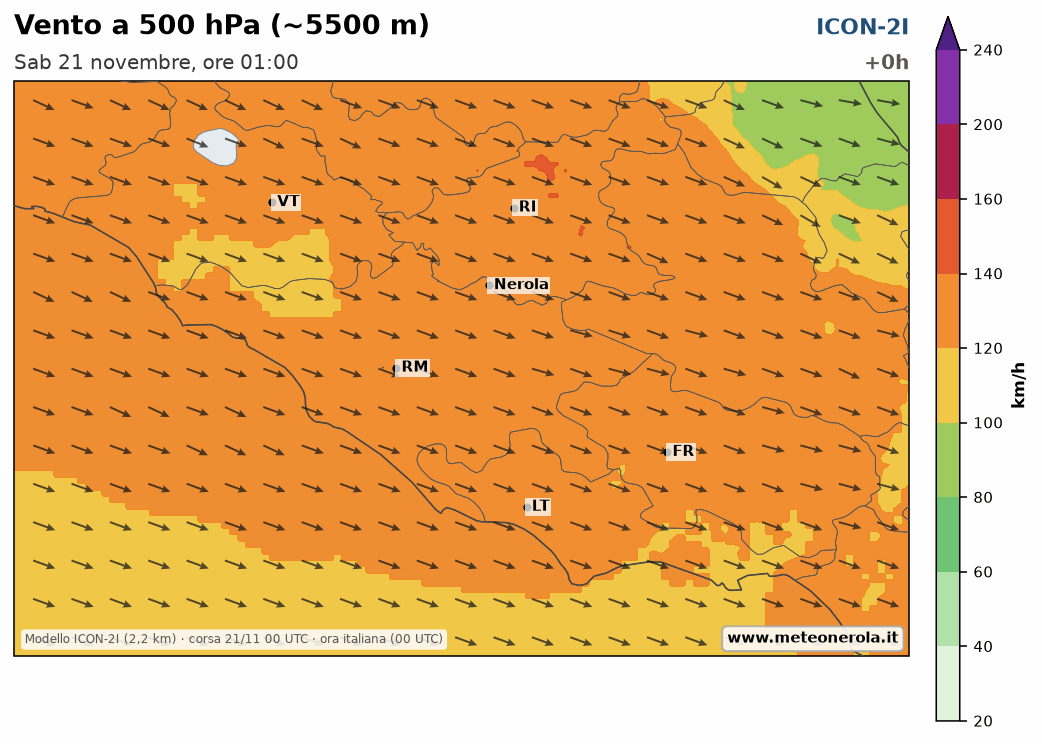 Vento a 500 hPa (~5500 m)
ICON-2I
Sab 21 novembre, ore 01:00
+0h
VT
RI
Nerola
RM
FR
LT
Modello ICON-2I (2,2 km) · corsa 21/11 00 UTC · ora italiana (00 UTC)
www.meteonerola.it
240
200
160
140
120
100
80
60
40
20
km/h